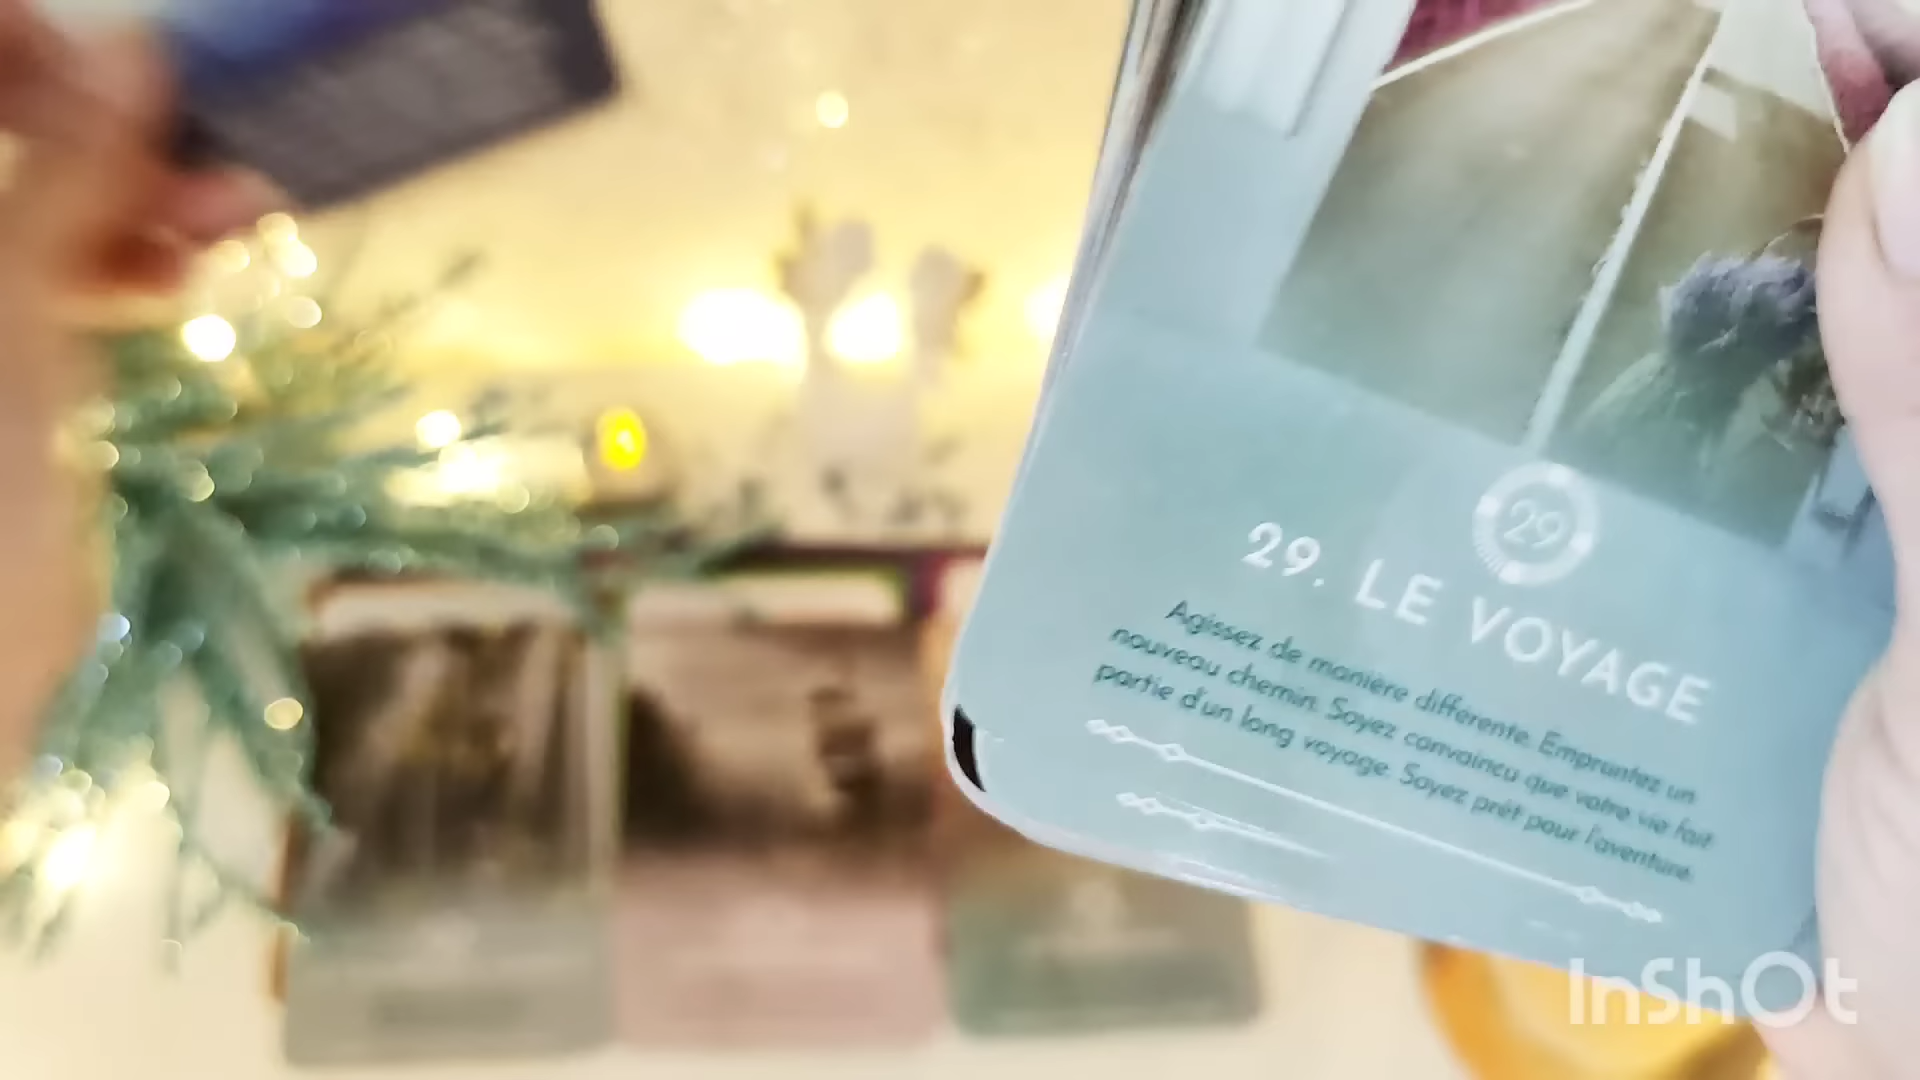 29
29. LE VOYAGE
Agissez de manière différente. Empruntez un
nouveau chemin. Soyez convaincu que votre vie fait
partie d'un long voyage. Soyez prêt pour l'aventure.
InShOt